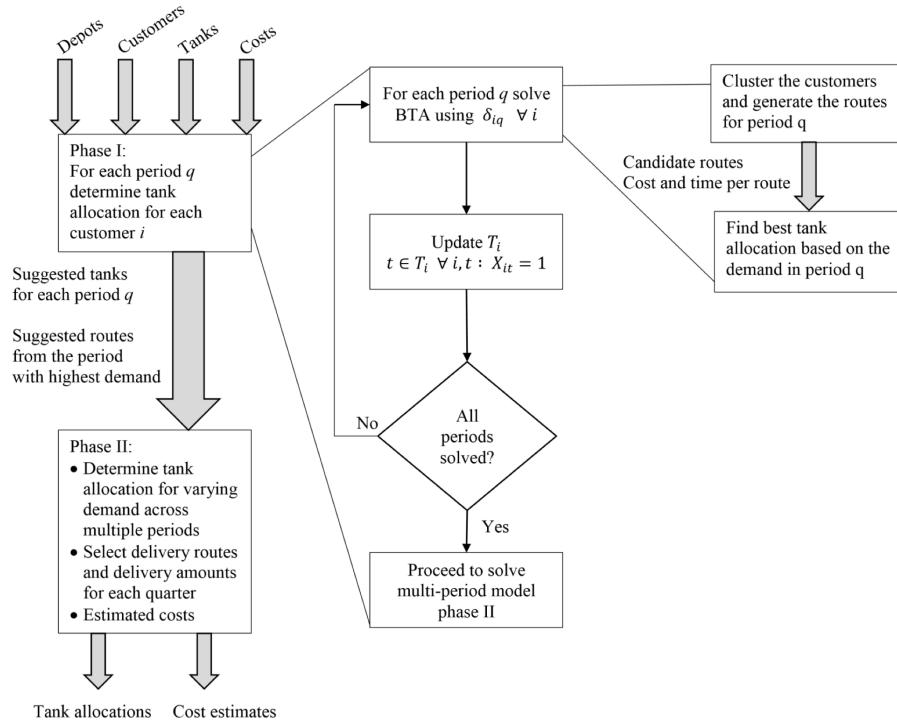 Depots
Customers
Tanks
Costs
Phase I:
For each period q
determine tank
allocation for each
customer i
Suggested tanks
for each period q
Suggested routes
from the period
with highest demand
Phase II:
• Determine tank
allocation for varying
demand across
multiple periods
• Select delivery routes
and delivery amounts
for each quarter
• Estimated costs
Tank allocations
Cost estimates
For each period q solve
BTA using δ_{iq} ∀ i
Update T_i
t ∈ T_i ∀ i, t : X_{it} = 1
All
periods
solved?
No
Yes
Proceed to solve
multi-period model
phase II
Cluster the customers
and generate the routes
for period q
Candidate routes
Cost and time per route
Find best tank
allocation based on the
demand in period q